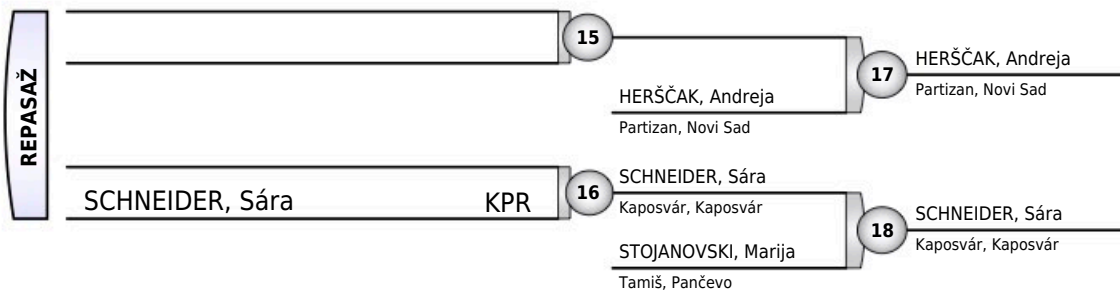 REPASAŽ
15
HERŠČAK, Andreja
Partizan, Novi Sad
17
HERŠČAK, Andreja
Partizan, Novi Sad
SCHNEIDER, Sára KPR
16
SCHNEIDER, Sára
Kaposvár, Kaposvár
STOJANOVSKI, Marija
Tamiš, Pančevo
18
SCHNEIDER, Sára
Kaposvár, Kaposvár